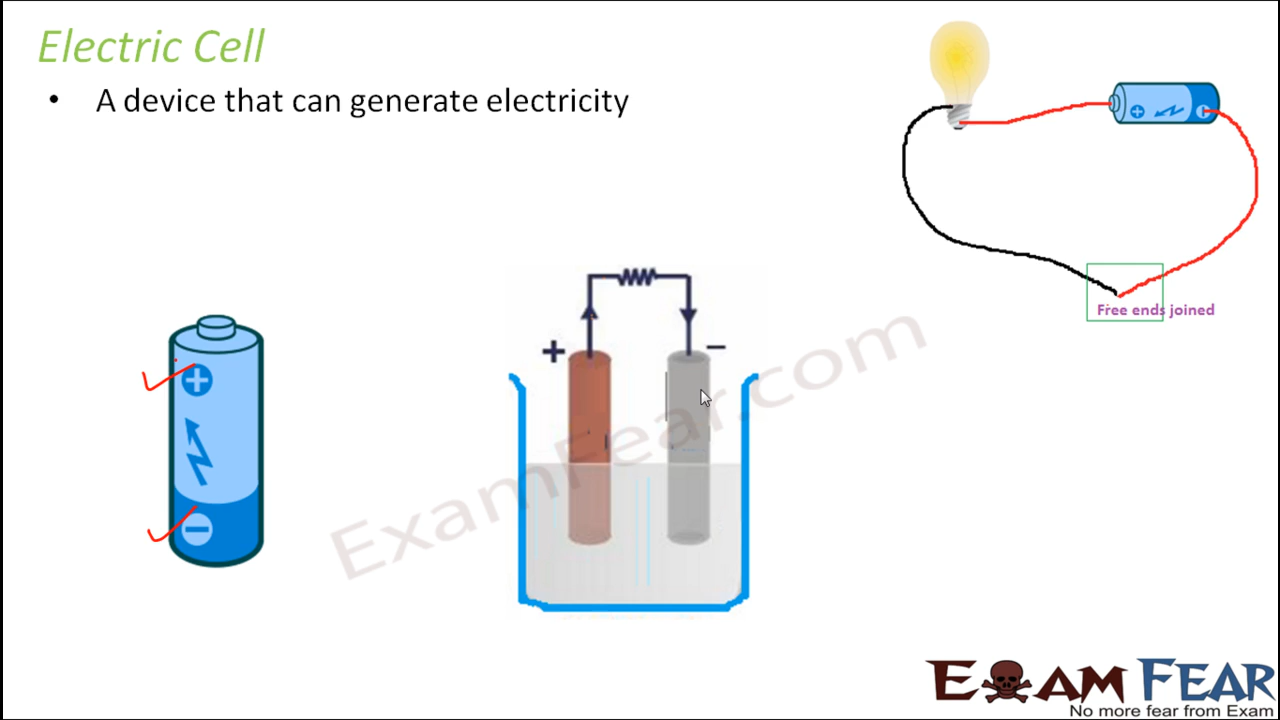 Electric Cell
• A device that can generate electricity
Free ends joined
+
−
ExamFear.com
EXAM FEAR
No more fear from Exam